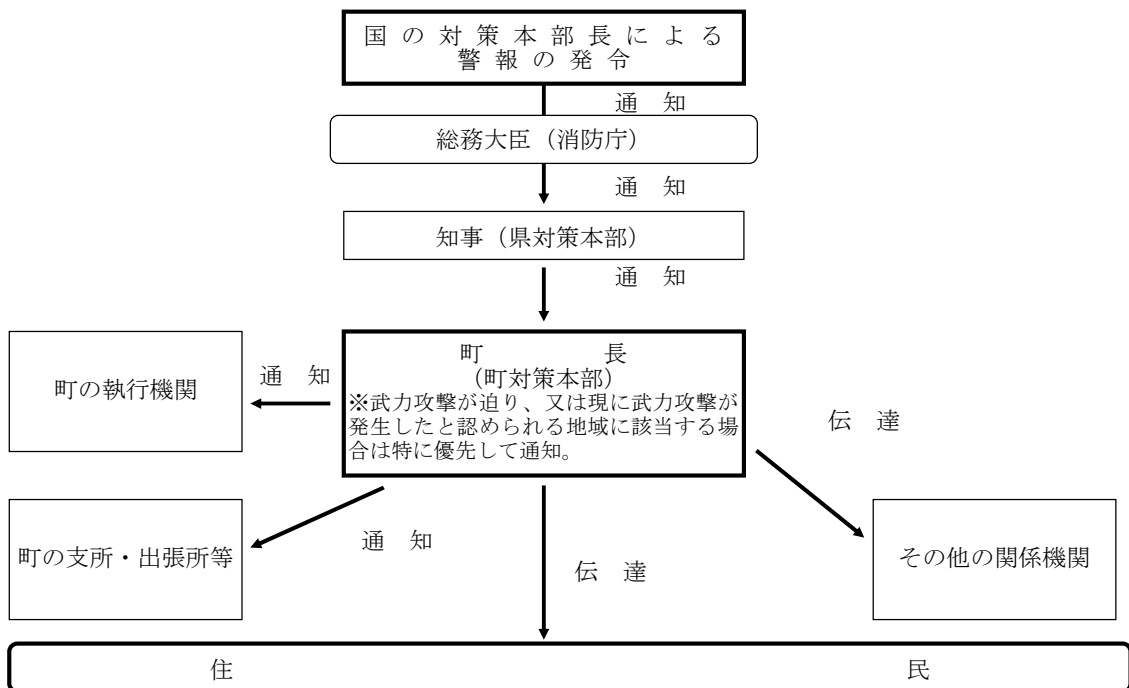 国の対策本部長による
警報の発令
通　知
総務大臣（消防庁）
通　知
知事（県対策本部）
通　知
町　　　　　長
（町対策本部）
※武力攻撃が迫り、又は現に武力攻撃が
発生したと認められる地域に該当する場
合は特に優先して通知。
町の執行機関
通　知
伝　達
町の支所・出張所等
通　知
伝　達
その他の関係機関
住　　　　　民